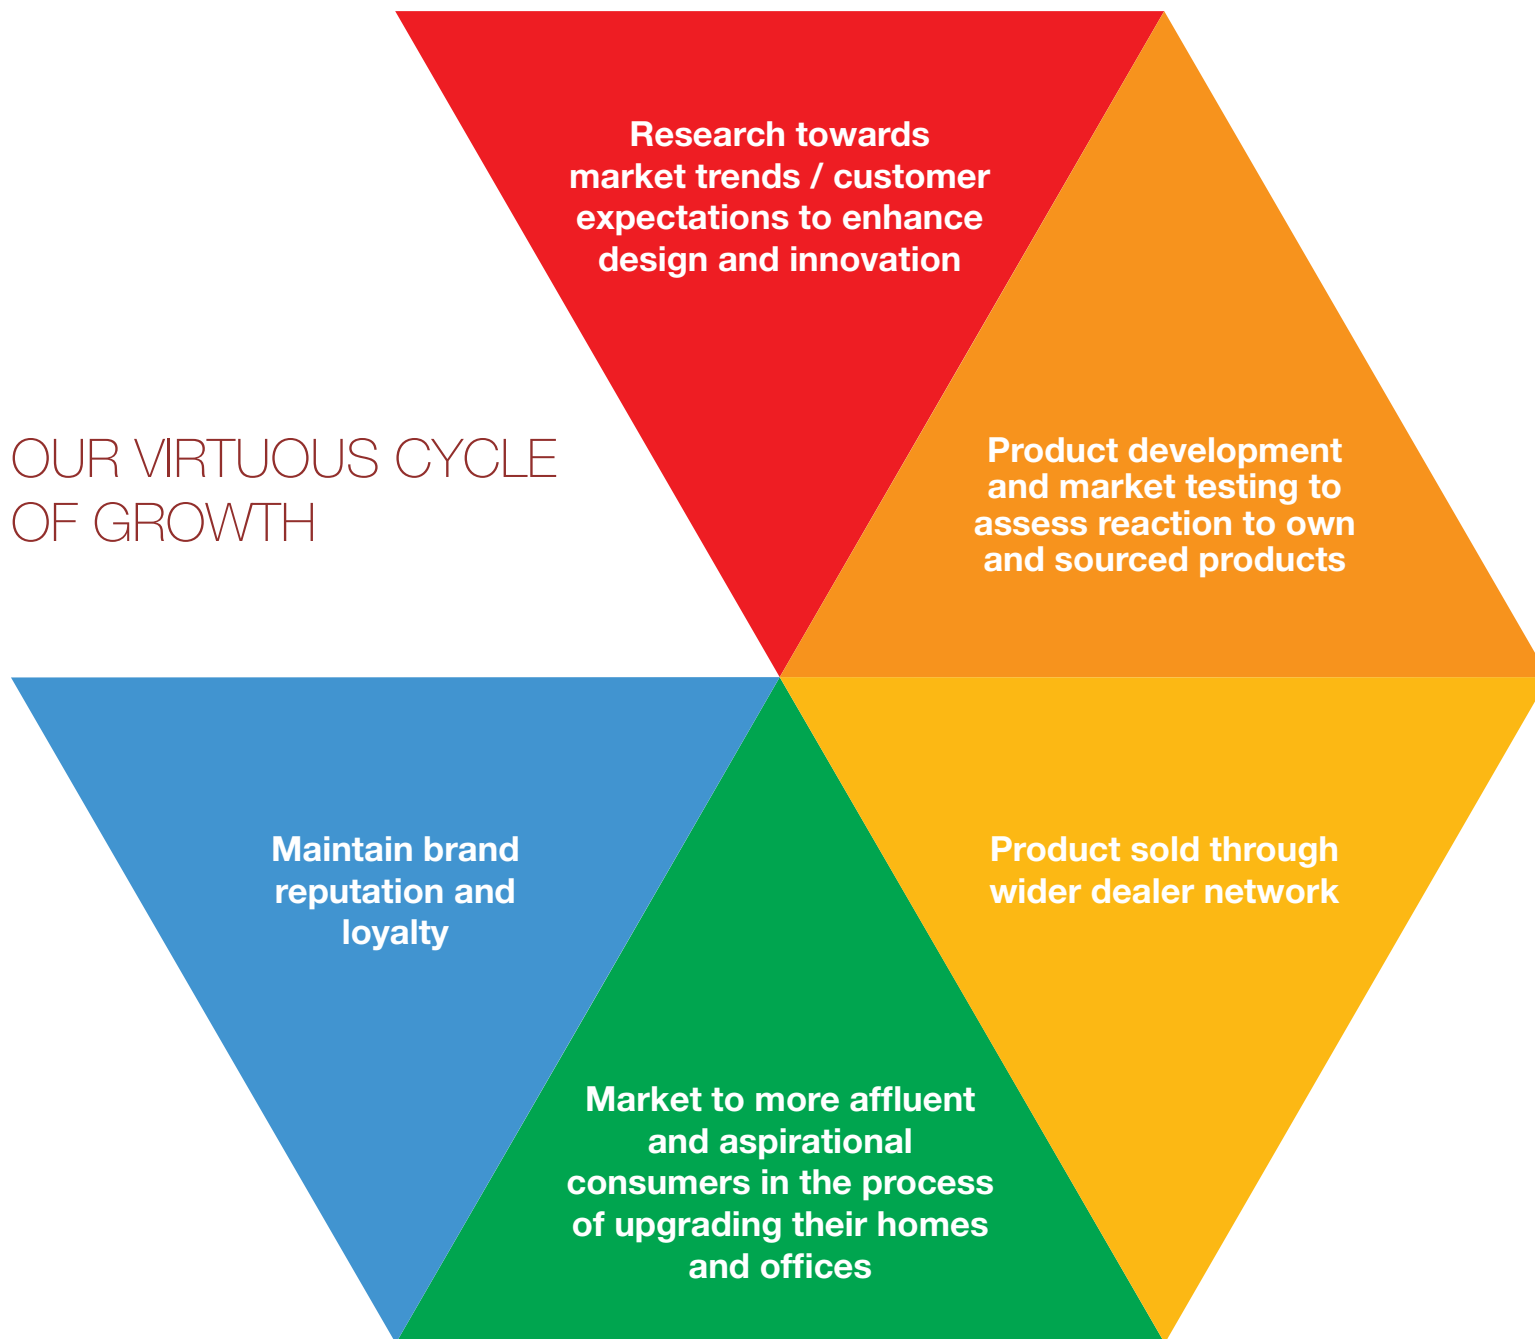 OUR VIRTUOUS CYCLE
OF GROWTH
Research towards
market trends / customer
expectations to enhance
design and innovation
Product development
and market testing to
assess reaction to own
and sourced products
Product sold through
wider dealer network
Market to more affluent
and aspirational
consumers in the process
of upgrading their homes
and offices
Maintain brand
reputation and
loyalty